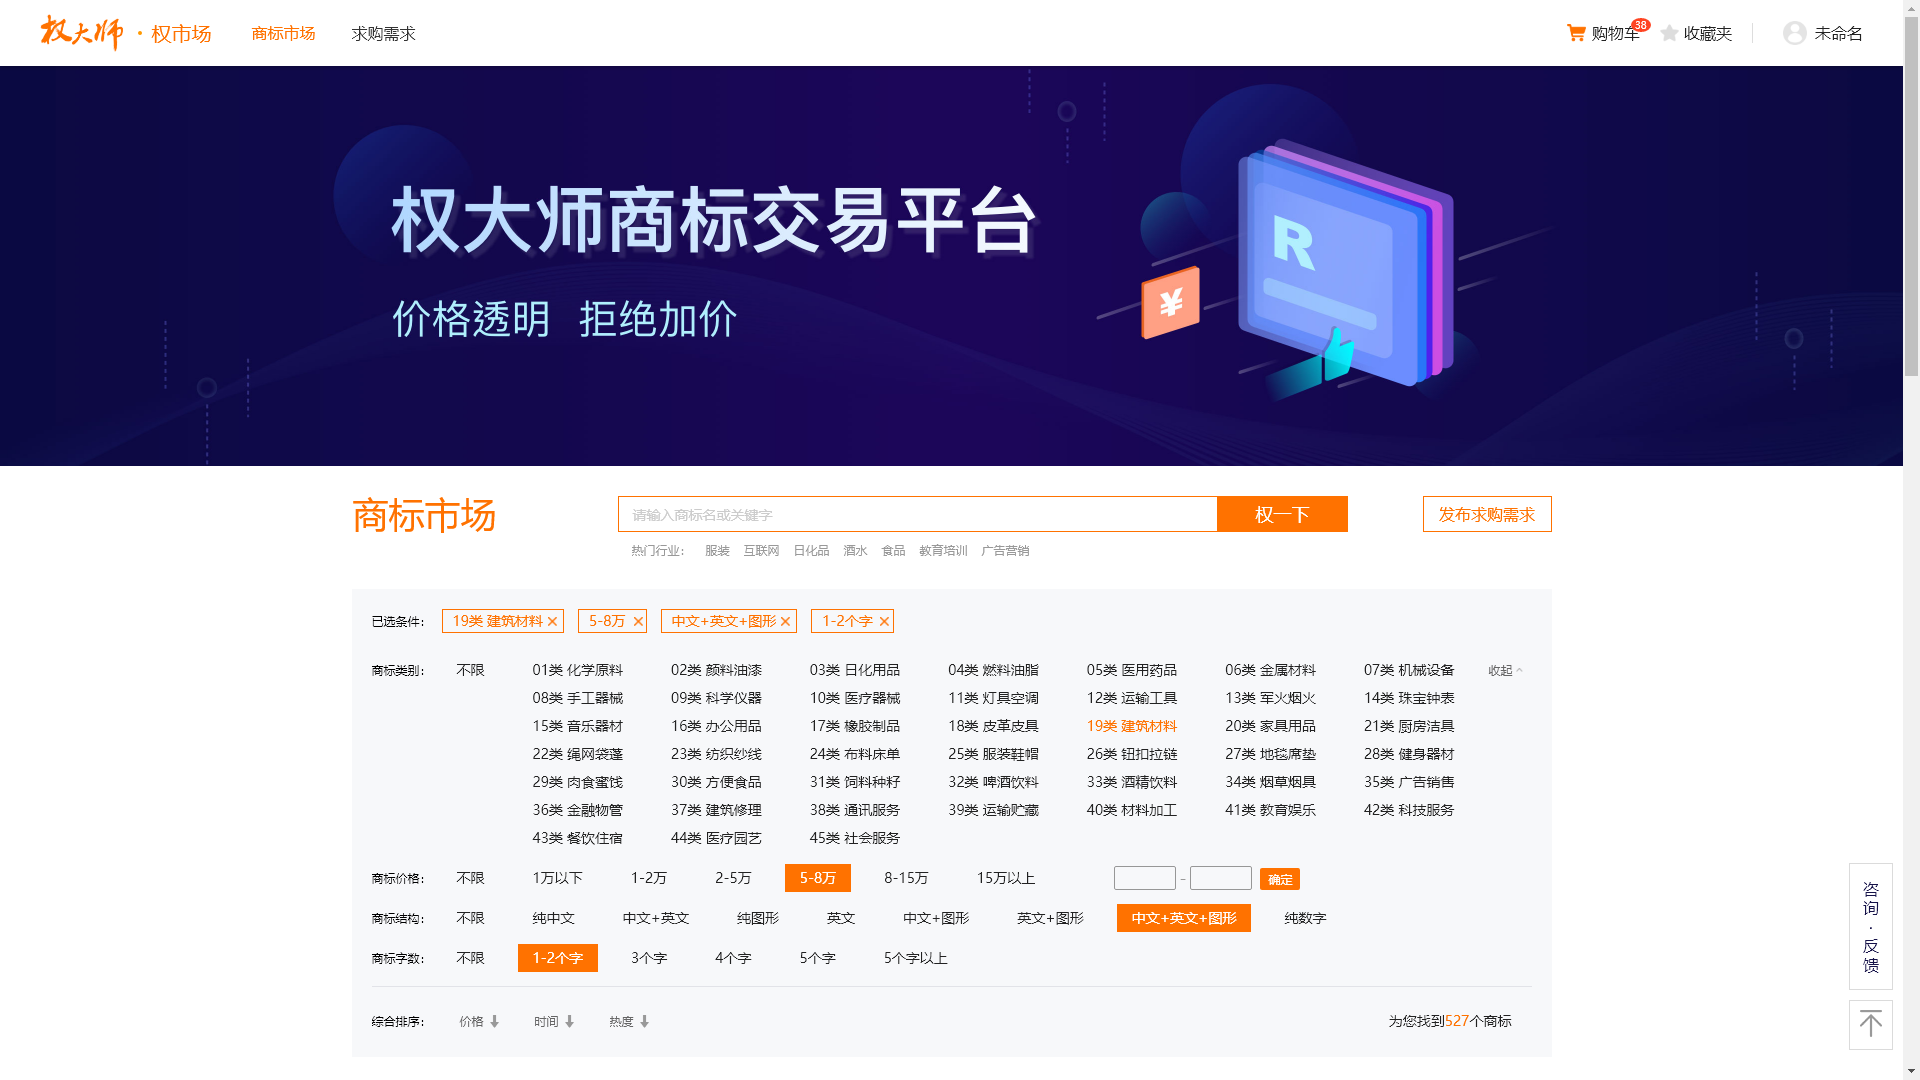 权大师 · 权市场 商标市场 求购需求 购物车 38 收藏夹 未命名
权大师商标交易平台
价格透明 拒绝加价
R
¥
商标市场 请输入商标名或关键字 权一下 发布求购需求
热门行业: 服装 互联网 日化品 酒水 食品 教育培训 广告营销
已选条件: 19类 建筑材料 × 5-8万 × 中文+英文+图形 × 1-2个字 ×
商标类别: 不限 01类 化学原料 02类 颜料油漆 03类 日化用品 04类 燃料油脂 05类 医用药品 06类 金属材料 07类 机械设备 收起
08类 手工器械 09类 科学仪器 10类 医疗器械 11类 灯具空调 12类 运输工具 13类 军火烟火 14类 珠宝钟表
15类 音乐器材 16类 办公用品 17类 橡胶制品 18类 皮革皮具 19类 建筑材料 20类 家具用品 21类 厨房洁具
22类 绳网袋蓬 23类 纺织纱线 24类 布料床单 25类 服装鞋帽 26类 钮扣拉链 27类 地毯席垫 28类 健身器材
29类 肉食蜜饯 30类 方便食品 31类 饲料种籽 32类 啤酒饮料 33类 酒精饮料 34类 烟草烟具 35类 广告销售
36类 金融物管 37类 建筑修理 38类 通讯服务 39类 运输贮藏 40类 材料加工 41类 教育娱乐 42类 科技服务
43类 餐饮住宿 44类 医疗园艺 45类 社会服务
商标价格: 不限 1万以下 1-2万 2-5万 5-8万 8-15万 15万以上 - 确定
商标结构: 不限 纯中文 中文+英文 纯图形 英文 中文+图形 英文+图形 中文+英文+图形 纯数字
商标字数: 不限 1-2个字 3个字 4个字 5个字 5个字以上
综合排序: 价格 时间 热度 为您找到527个商标
咨询·反馈